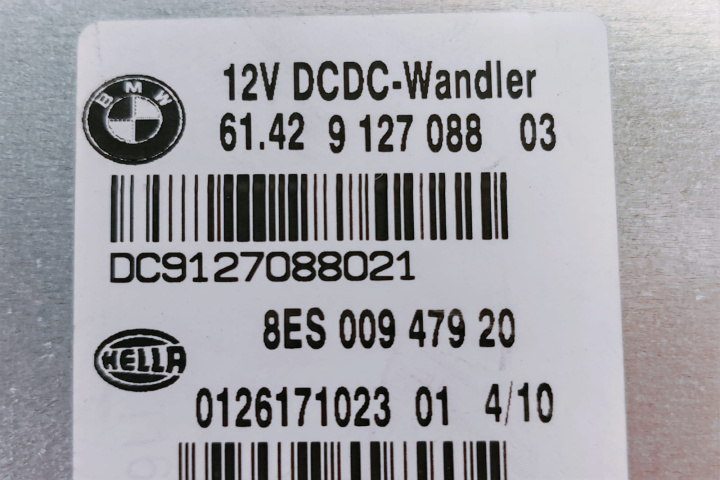 BMW
12V DCDC-Wandler
61.42 9 127 088 03
DC9127088021
8ES 009 479 20
HELLA
0126171023 01 4/10